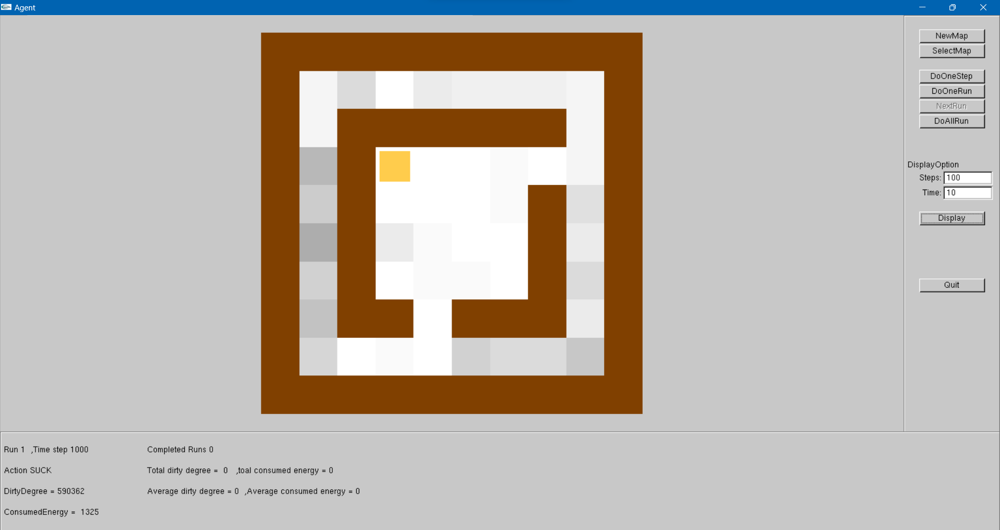 Agent
NewMap
SelectMap
DoOneStep
DoOneRun
NextRun
DoAllRun
DisplayOption
Steps: 100
Time: 10
Display
Quit
Run 1 ,Time step 1000 Completed Runs 0
Action SUCK Total dirty degree = 0 ,toal consumed energy = 0
DirtyDegree = 590362 Average dirty degree = 0 ,Average consumed energy = 0
ConsumedEnergy = 1325